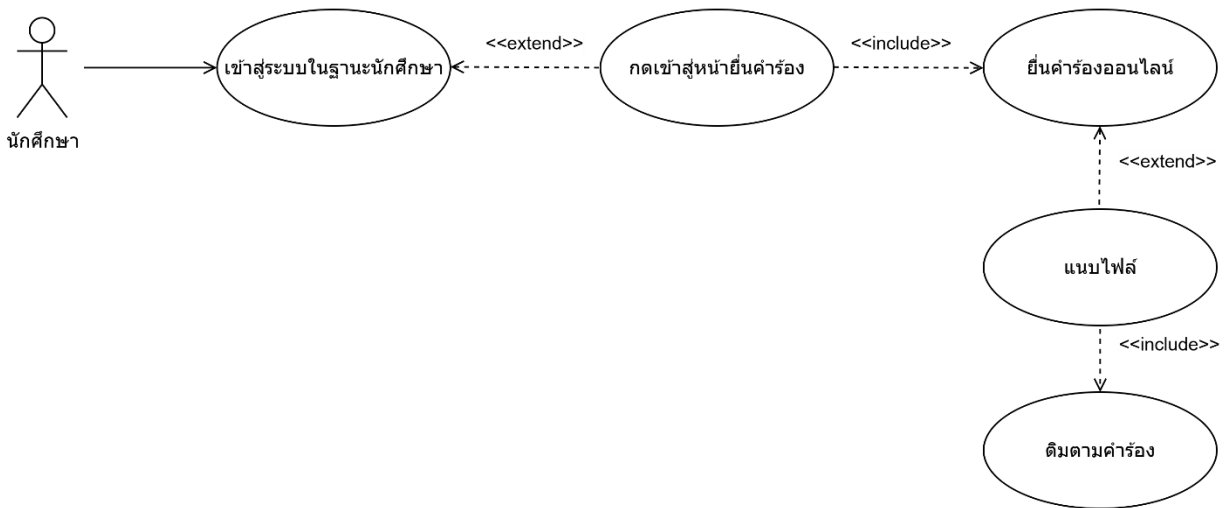 <<extend>>
<<include>>
เข้าสู่ระบบในฐานะนักศึกษา
กดเข้าสู่หน้ายื่นคำร้อง
ยื่นคำร้องออนไลน์
นักศึกษา
<<extend>>
แนบไฟล์
<<include>>
ติมตามคำร้อง